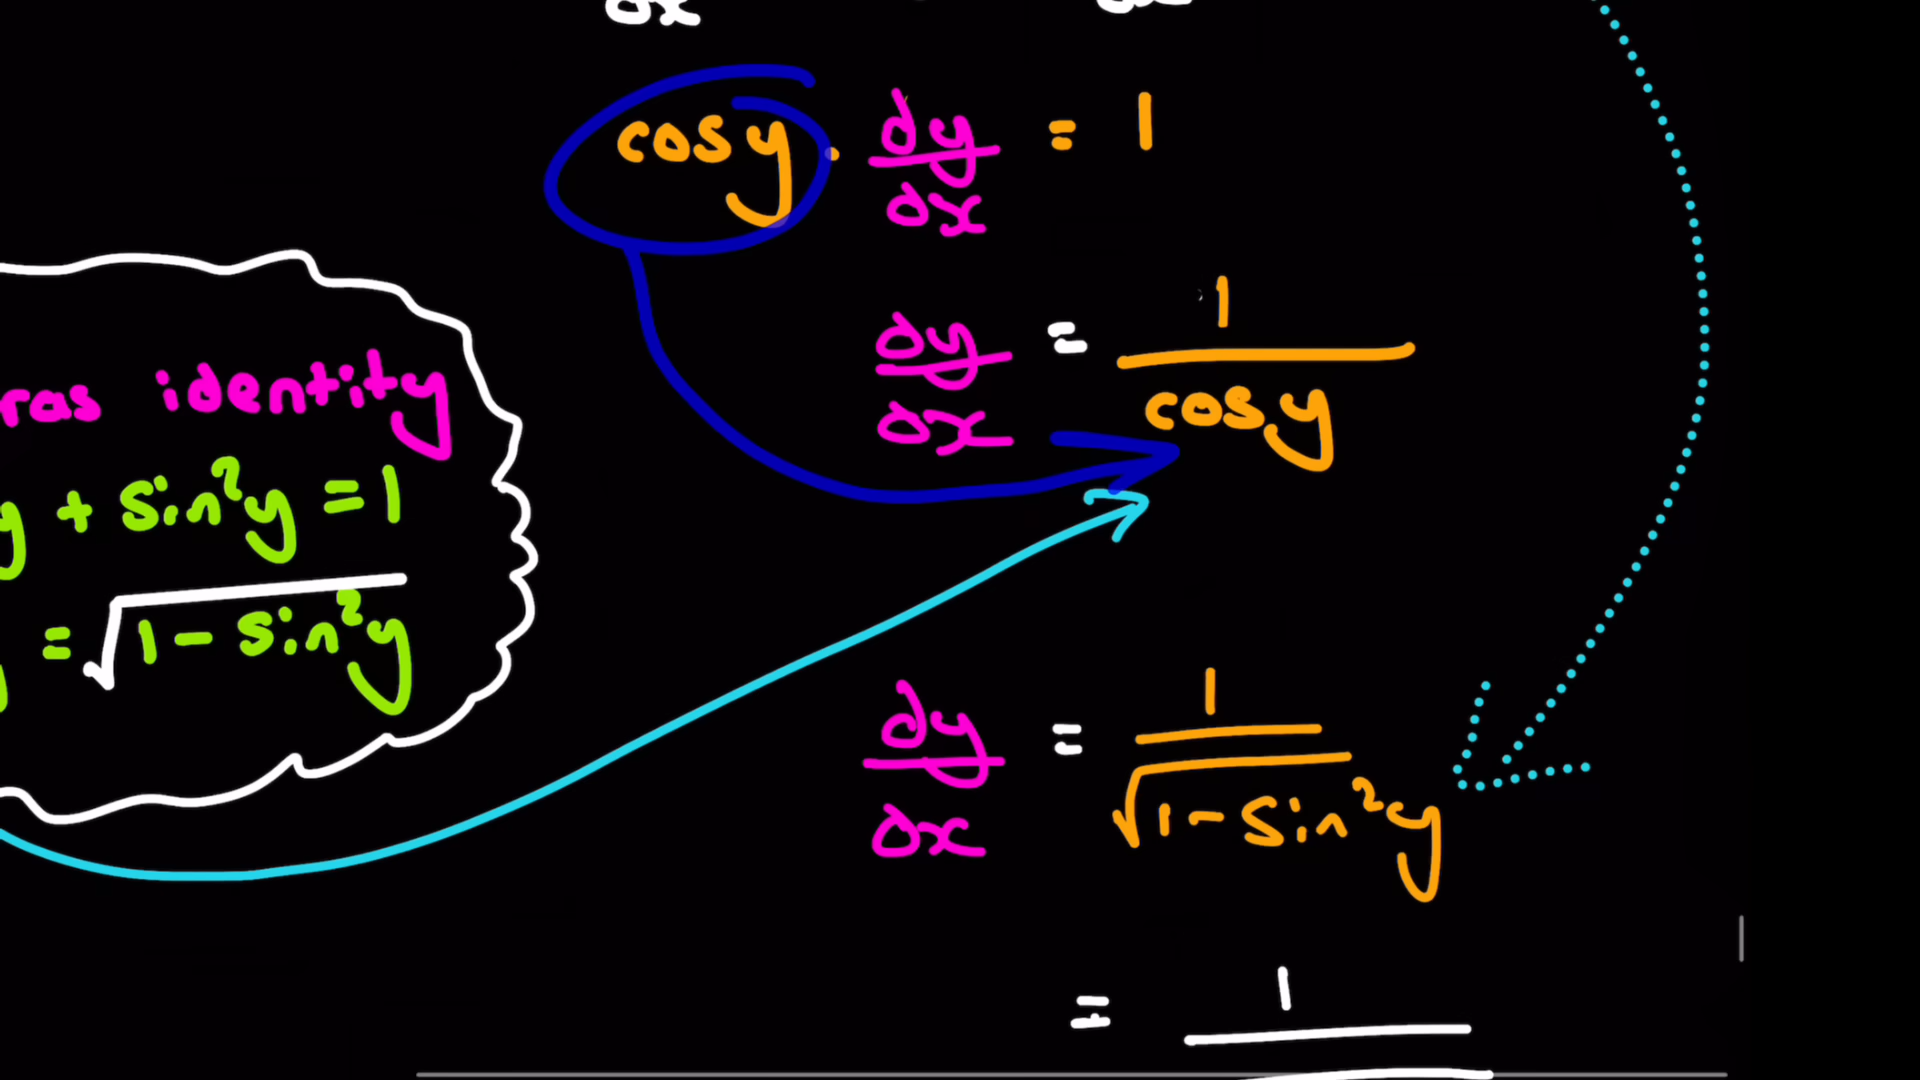 dx
cos y · dy/dx = 1
dy/dx = 1/cos y
ras identity
y + sin²y = 1
= √1 - sin²y
dy/dx = 1/√1 - sin²y
= 1